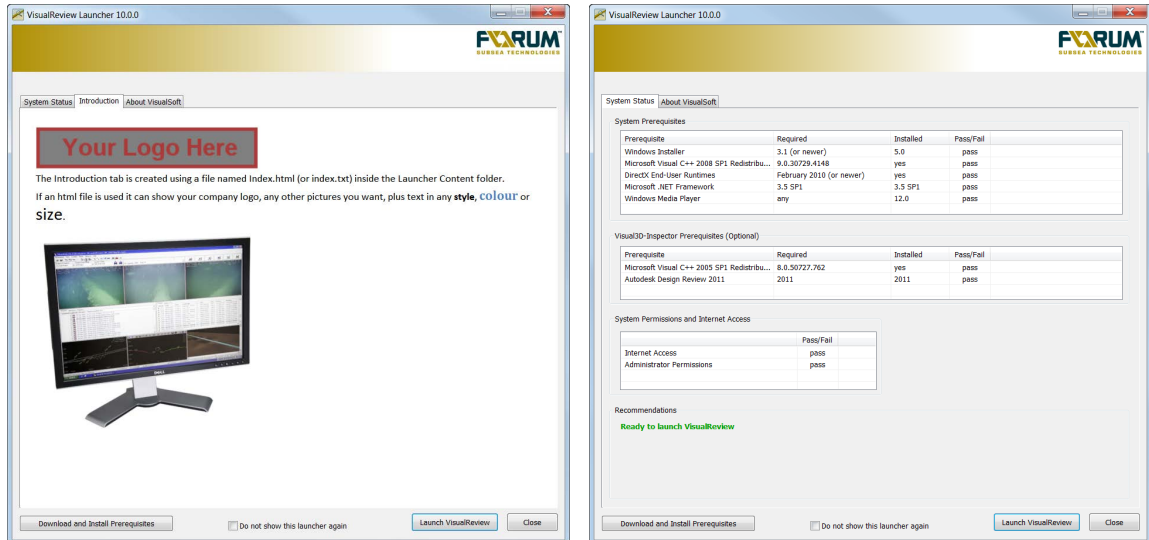 VisualReview Launcher 10.0.0
FORUM™
SUBSEA TECHNOLOGIES
System Status Introduction About VisualSoft
Your Logo Here
The Introduction tab is created using a file named Index.html (or index.txt) inside the Launcher Content folder.
If an html file is used it can show your company logo, any other pictures you want, plus text in any style, colour or
size.
DELL
Download and Install Prerequisites Do not show this launcher again Launch VisualReview Close
VisualReview Launcher 10.0.0
FORUM™
SUBSEA TECHNOLOGIES
System Status About VisualSoft
System Prerequisites
Prerequisite Required Installed Pass/Fail
Windows Installer 3.1 (or newer) 5.0 pass
Microsoft Visual C++ 2008 SP1 Redistribu... 9.0.30729.4148 yes pass
DirectX End-User Runtimes February 2010 (or newer) yes pass
Microsoft .NET Framework 3.5 SP1 3.5 SP1 pass
Windows Media Player any 12.0 pass
Visual3D-Inspector Prerequisites (Optional)
Prerequisite Required Installed Pass/Fail
Microsoft Visual C++ 2005 SP1 Redistribu... 8.0.50727.762 yes pass
Autodesk Design Review 2011 2011 2011 pass
System Permissions and Internet Access
Pass/Fail
Internet Access pass
Administrator Permissions pass
Recommendations
Ready to launch VisualReview
Download and Install Prerequisites Do not show this launcher again Launch VisualReview Close